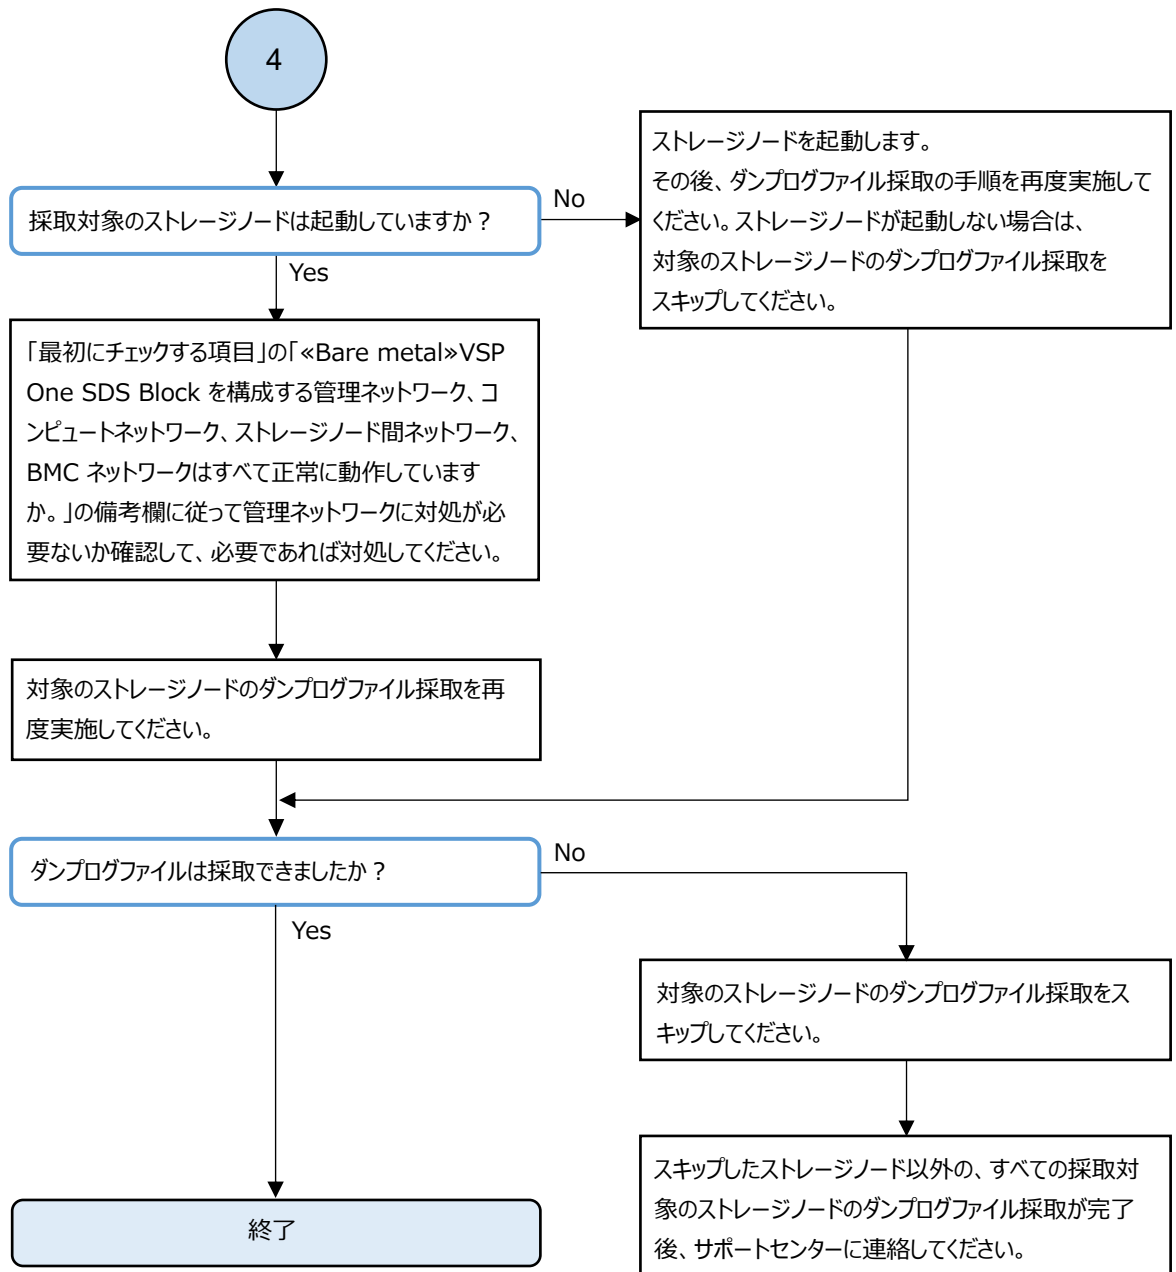 4
採取対象のストレージノードは起動していますか？
No
ストレージノードを起動します。
その後、ダンプログファイル採取の手順を再度実施して
ください。ストレージノードが起動しない場合は、
対象のストレージノードのダンプログファイル採取を
スキップしてください。
Yes
「最初にチェックする項目」の「«Bare metal»VSP
One SDS Block を構成する管理ネットワーク、コ
ンピュートネットワーク、ストレージノード間ネットワーク、
BMC ネットワークはすべて正常に動作しています
か。」の備考欄に従って管理ネットワークに対処が必
要ないか確認して、必要であれば対処してください。
対象のストレージノードのダンプログファイル採取を再
度実施してください。
ダンプログファイルは採取できましたか？
No
Yes
対象のストレージノードのダンプログファイル採取をス
キップしてください。
スキップしたストレージノード以外の、すべての採取対
象のストレージノードのダンプログファイル採取が完了
後、サポートセンターに連絡してください。
終了